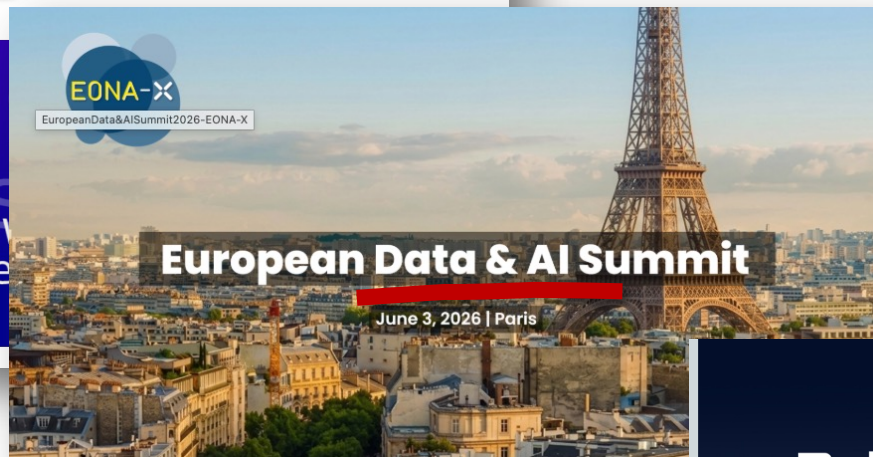 EONA-X
EuropeanData&AISummit2026-EONA-X
European Data & AI Summit
June 3, 2026 | Paris